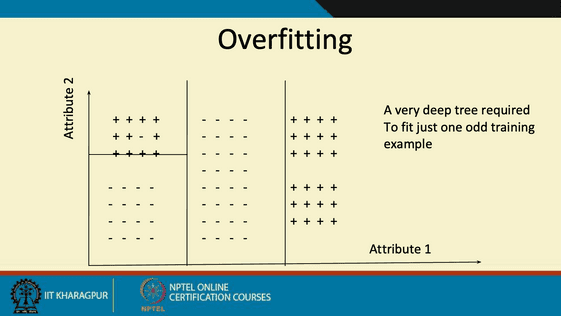 Overfitting
Attribute 2
+ + + +
+ + - +
+ + + +
- - - -
- - - -
- - - -
- - - -
- - - -
- - - -
- - - -
- - - -
- - - -
- - - -
- - - -
- - - -
+ + + +
+ + + +
+ + + +
+ + + +
+ + + +
+ + + +
A very deep tree required
To fit just one odd training
example
Attribute 1
IIT KHARAGPUR
NPTEL
NPTEL ONLINE
CERTIFICATION COURSES